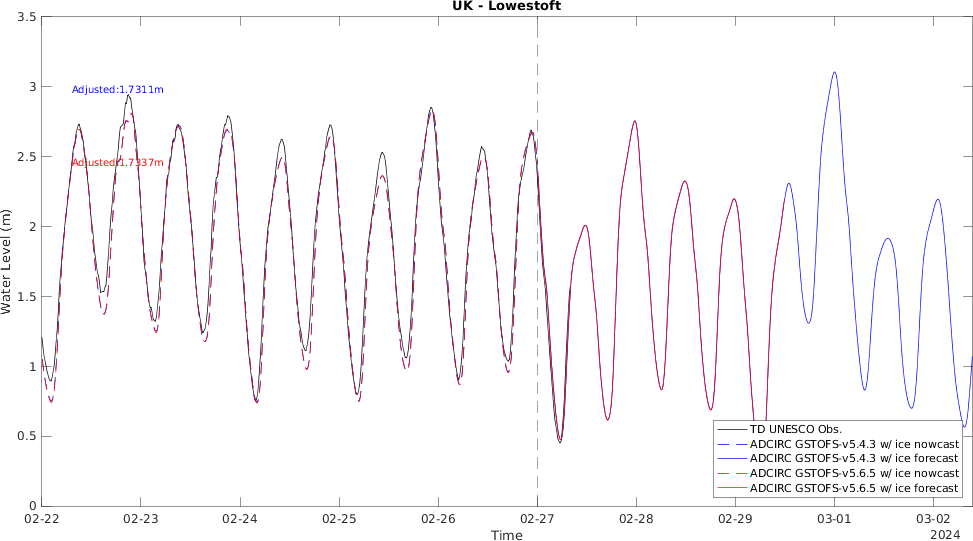 UK - Lowestoft
3.5
3
2.5
2
1.5
1
0.5
0
Water Level (m)
Adjusted:1.7311m
Adjusted:1.7337m
TD UNESCO Obs.
ADCIRC GSTOFS-v5.4.3 w/ ice nowcast
ADCIRC GSTOFS-v5.4.3 w/ ice forecast
ADCIRC GSTOFS-v5.6.5 w/ ice nowcast
ADCIRC GSTOFS-v5.6.5 w/ ice forecast
02-22 02-23 02-24 02-25 02-26 02-27 02-28 02-29 03-01 03-02
Time
2024